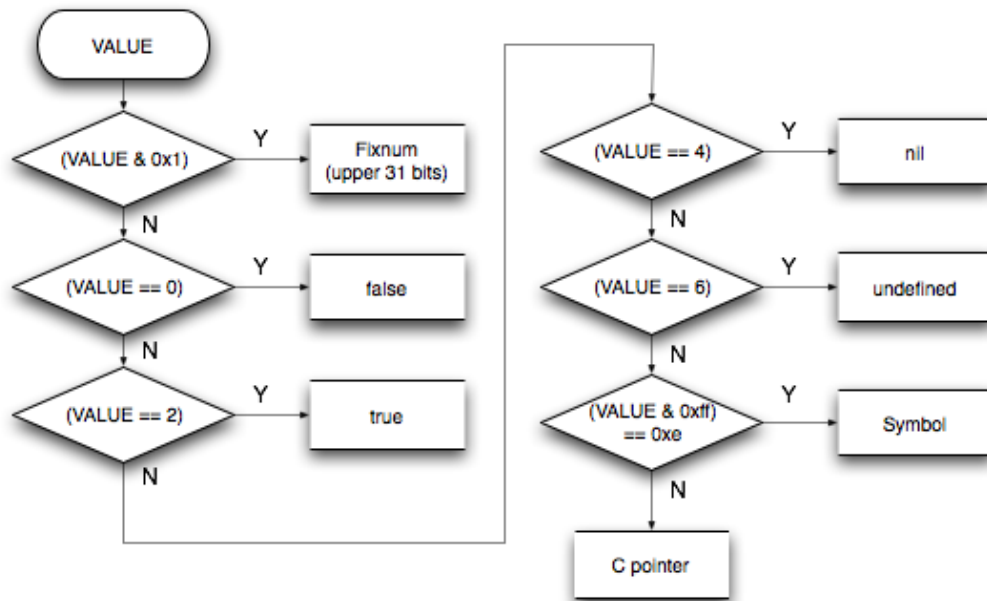 VALUE
(VALUE & 0x1)
Y
Fixnum
(upper 31 bits)
N
(VALUE == 0)
Y
false
N
(VALUE == 2)
Y
true
N
(VALUE == 4)
Y
nil
N
(VALUE == 6)
Y
undefined
N
(VALUE & 0xff)
== 0xe
Y
Symbol
N
C pointer